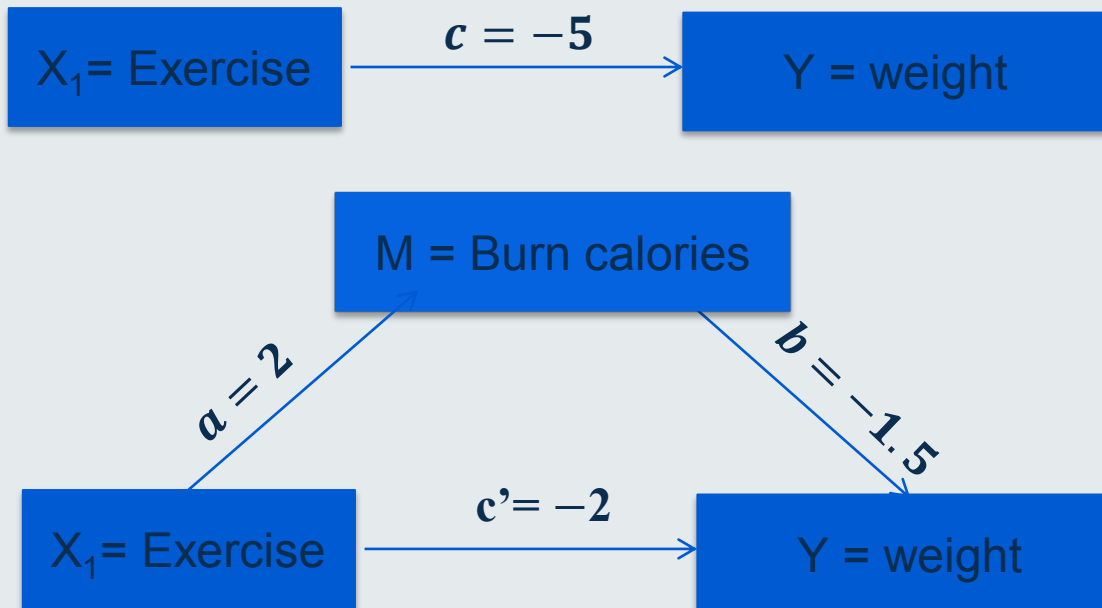 X₁= Exercise
c = −5
Y = weight
M = Burn calories
a = 2
b = −1.5
X₁= Exercise
c’= −2
Y = weight